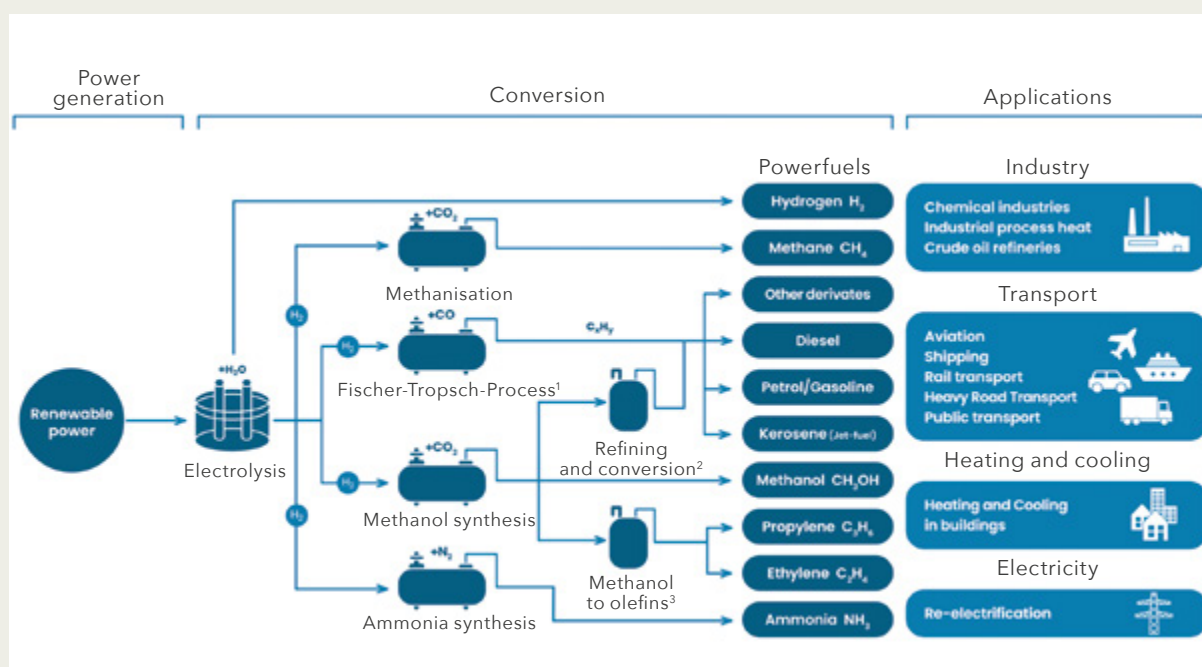 Power
generation
Conversion
Applications
Powerfuels
Industry
Hydrogen H₂
Chemical industries
Industrial process heat
Crude oil refineries
+CO₂
Methane CH₄
Methanisation
Other derivates
Transport
H₂
+CO
CₓHᵧ
H₂
Diesel
Aviation
Shipping
Rail transport
Heavy Road Transport
Public transport
+H₂O
Fischer-Tropsch-Process¹
Petrol/Gasoline
Renewable
power
Kerosene (Jet-fuel)
Electrolysis
Refining
and conversion²
Heating and cooling
+CO₂
H₂
Methanol CH₃OH
Heating and Cooling
in buildings
H₂
Methanol synthesis
Propylene C₃H₆
+N₂
Ethylene C₂H₄
Electricity
Methanol
to olefins³
Ammonia synthesis
Ammonia NH₃
Re-electrification